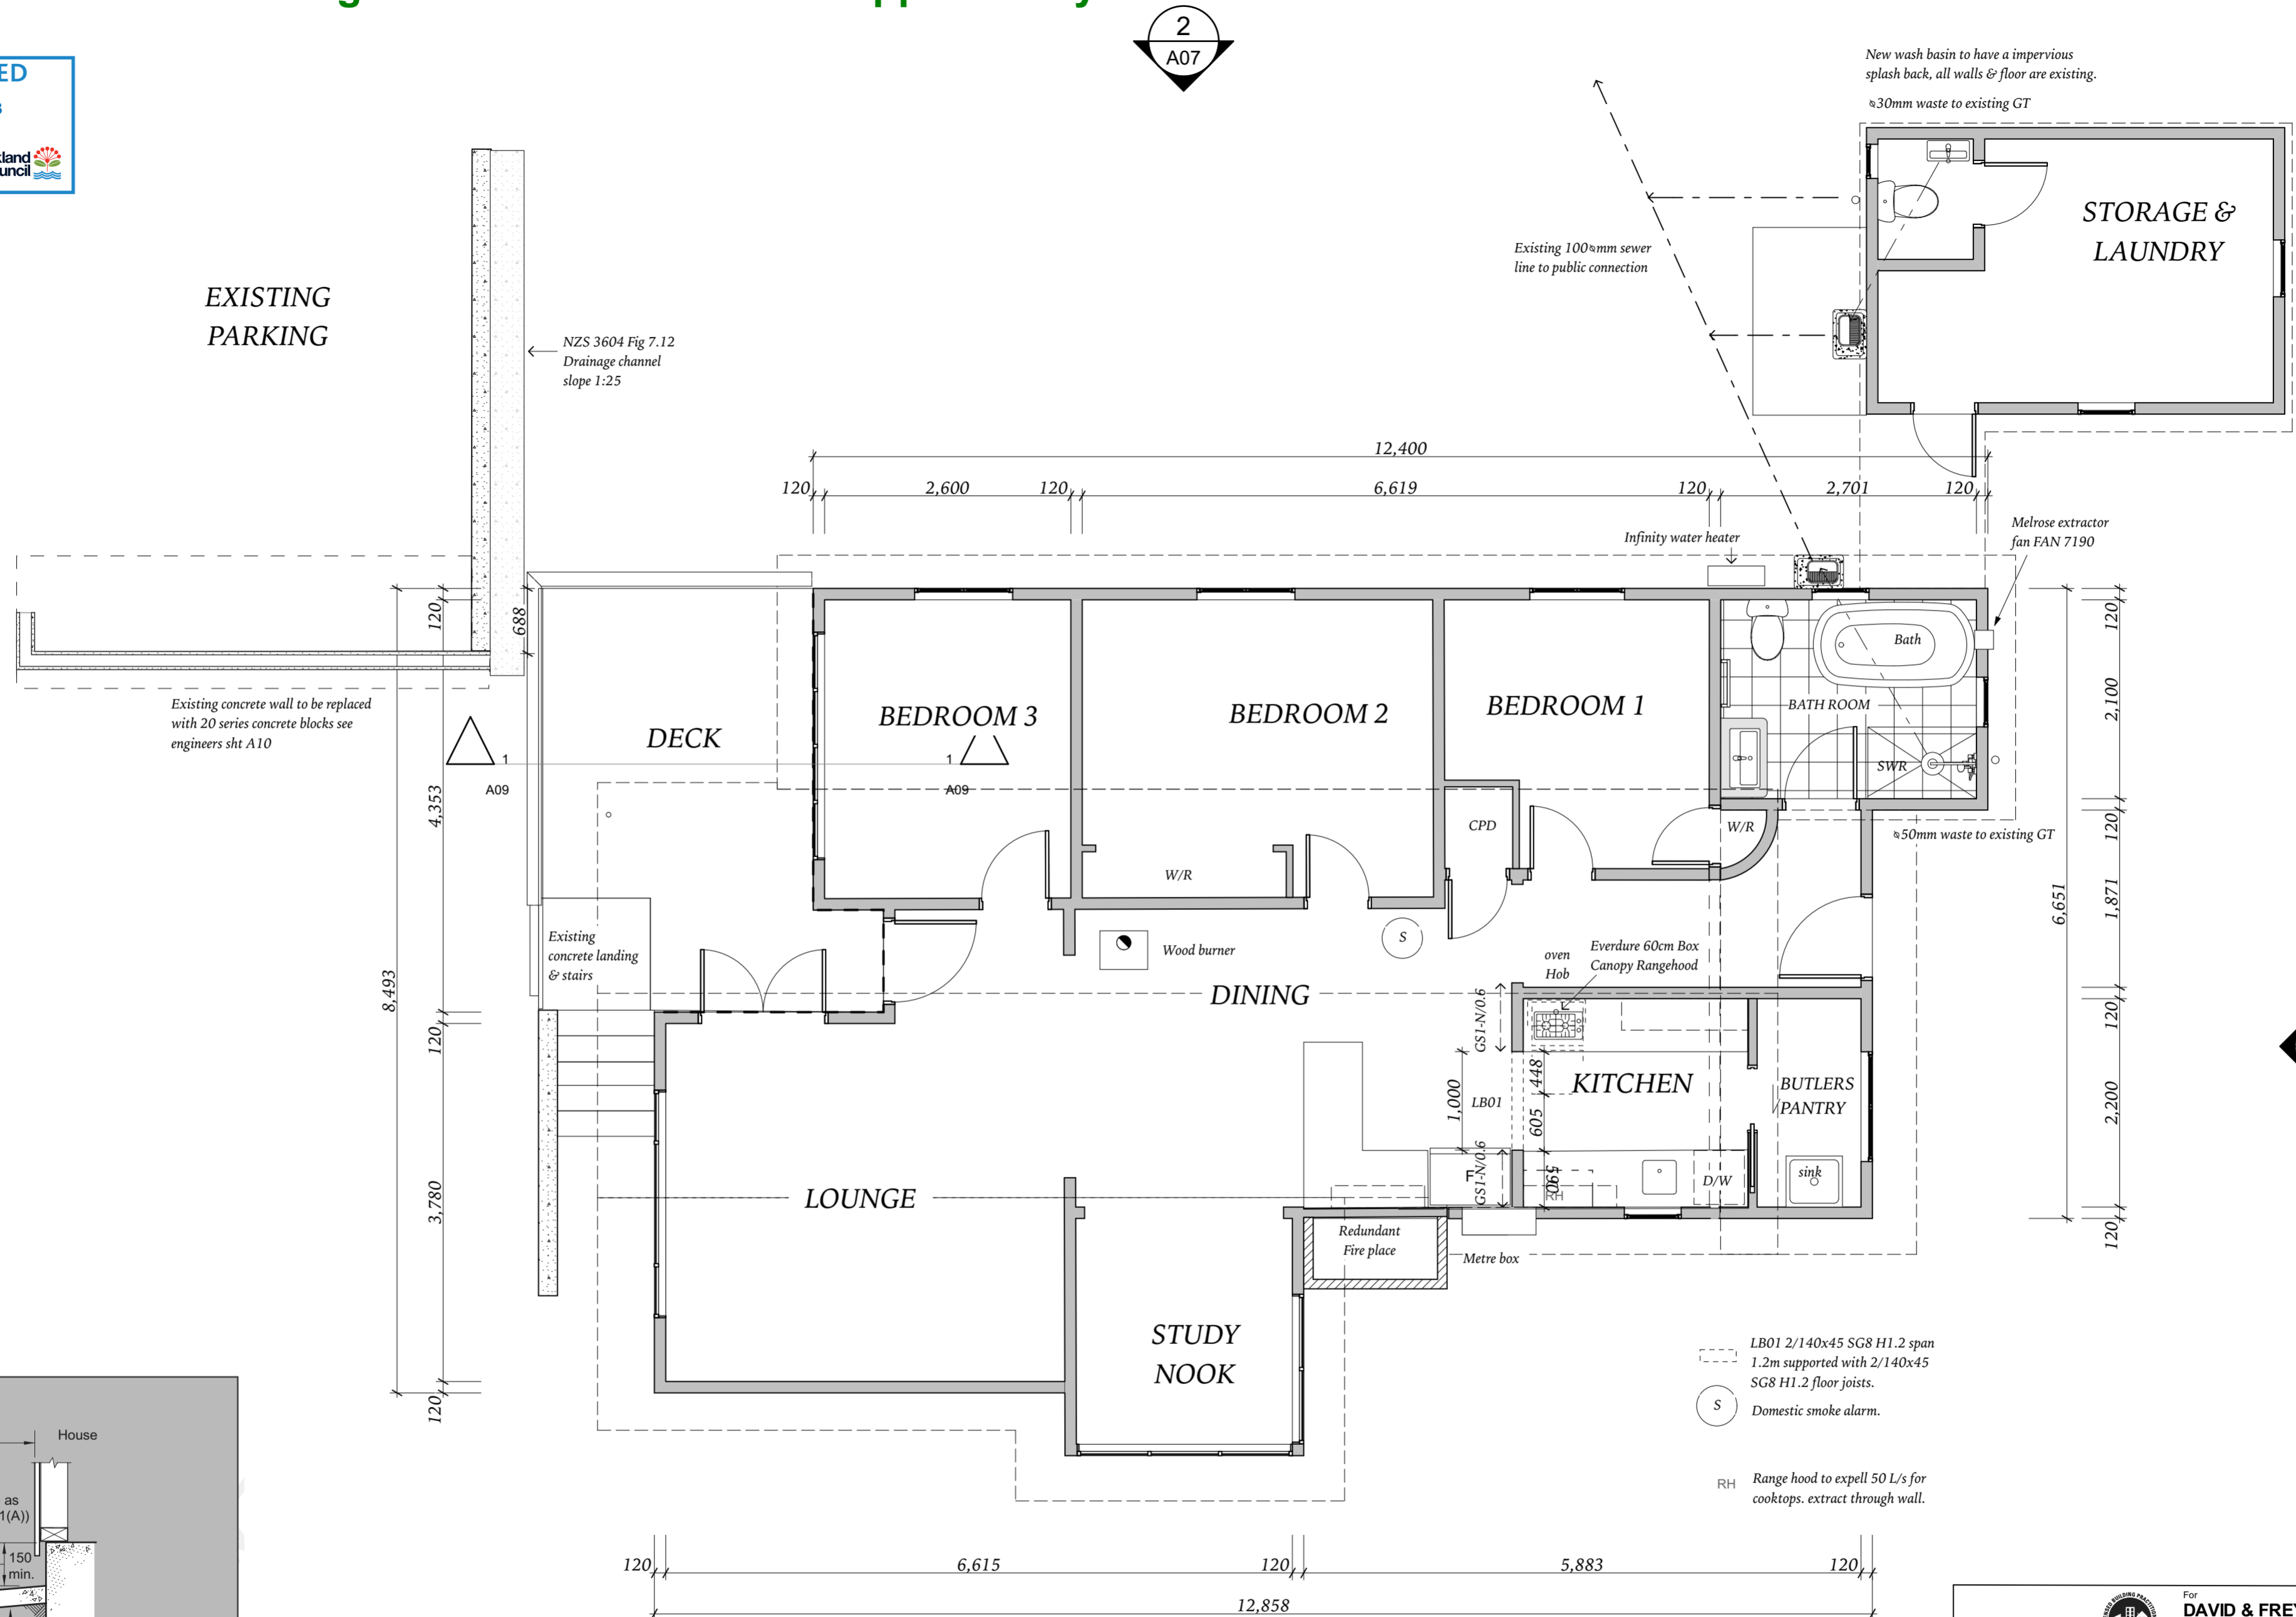 2
A07
New wash basin to have a impervious
splash back, all walls & floor are existing.
⌀30mm waste to existing GT
STORAGE &
LAUNDRY
EXISTING
PARKING
Existing 100⌀mm sewer
line to public connection
NZS 3604 Fig 7.12
Drainage channel
slope 1:25
12,400
120
2,600
120
6,619
120
2,701
120
Melrose extractor
fan FAN 7190
Infinity water heater
120
688
120
Existing concrete wall to be replaced
with 20 series concrete blocks see
engineers sht A10
DECK
BEDROOM 3
BEDROOM 2
BEDROOM 1
Bath
BATH ROOM
SWR
2,100
1
A09
1
A09
4,353
CPD
W/R
⌀50mm waste to existing GT
120
W/R
1,871
6,651
8,493
Existing
concrete landing
& stairs
Wood burner
S
oven
Hob
Everdure 60cm Box
Canopy Rangehood
DINING
GS1-N/0.6
120
120
KITCHEN
448
1,000
LB01
605
BUTLERS
PANTRY
2,200
LOUNGE
3,780
F
GS1-N/0.6
590
RH
D/W
sink
Redundant
Fire place
Metre box
120
STUDY
NOOK
120
LB01 2/140x45 SG8 H1.2 span
1.2m supported with 2/140x45
SG8 H1.2 floor joists.
S
Domestic smoke alarm.
RH
Range hood to expell 50 L/s for
cooktops. extract through wall.
House
as
1(A))
150
min.
120
6,615
120
5,883
120
12,858
For
DAVID & FREY